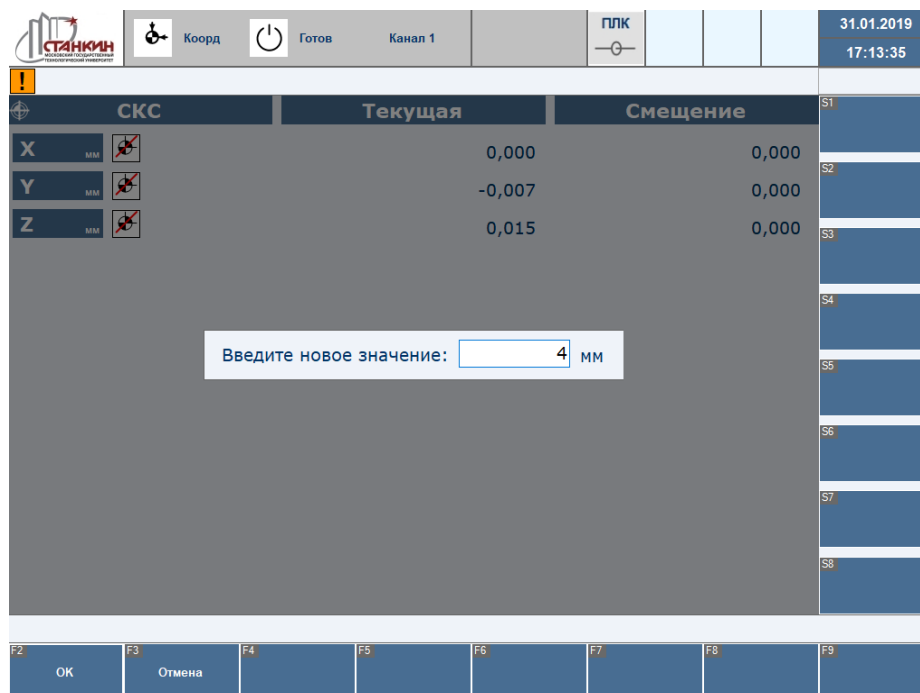 СТАНКИН
МОСКОВСКИЙ ГОСУДАРСТВЕННЫЙ
ТЕХНОЛОГИЧЕСКИЙ УНИВЕРСИТЕТ
Коорд
Готов
Канал 1
ПЛК
31.01.2019
17:13:35
!
СКС Текущая Смещение
X мм 0,000 0,000
Y мм -0,007 0,000
Z мм 0,015 0,000
Введите новое значение: 4 мм
S1
S2
S3
S4
S5
S6
S7
S8
F2 OK
F3 Отмена
F4
F5
F6
F7
F8
F9